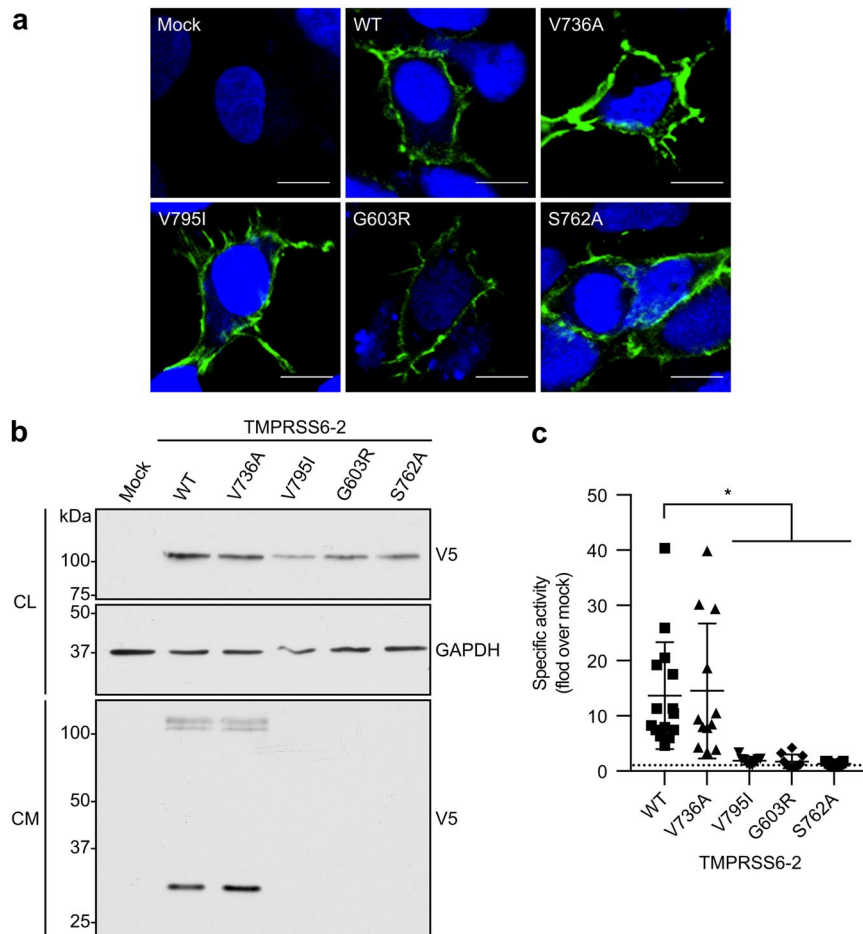 a
Mock
WT
V736A
V795I
G603R
S762A
b
TMPRSS6-2
Mock
WT
V736A
V795I
G603R
S762A
kDa
100
75
V5
CL
50
37
GAPDH
100
50
37
25
CM
V5
c
*
50
40
30
20
10
0
Specific activity
(flod over mock)
WT
V736A
V795I
G603R
S762A
TMPRSS6-2